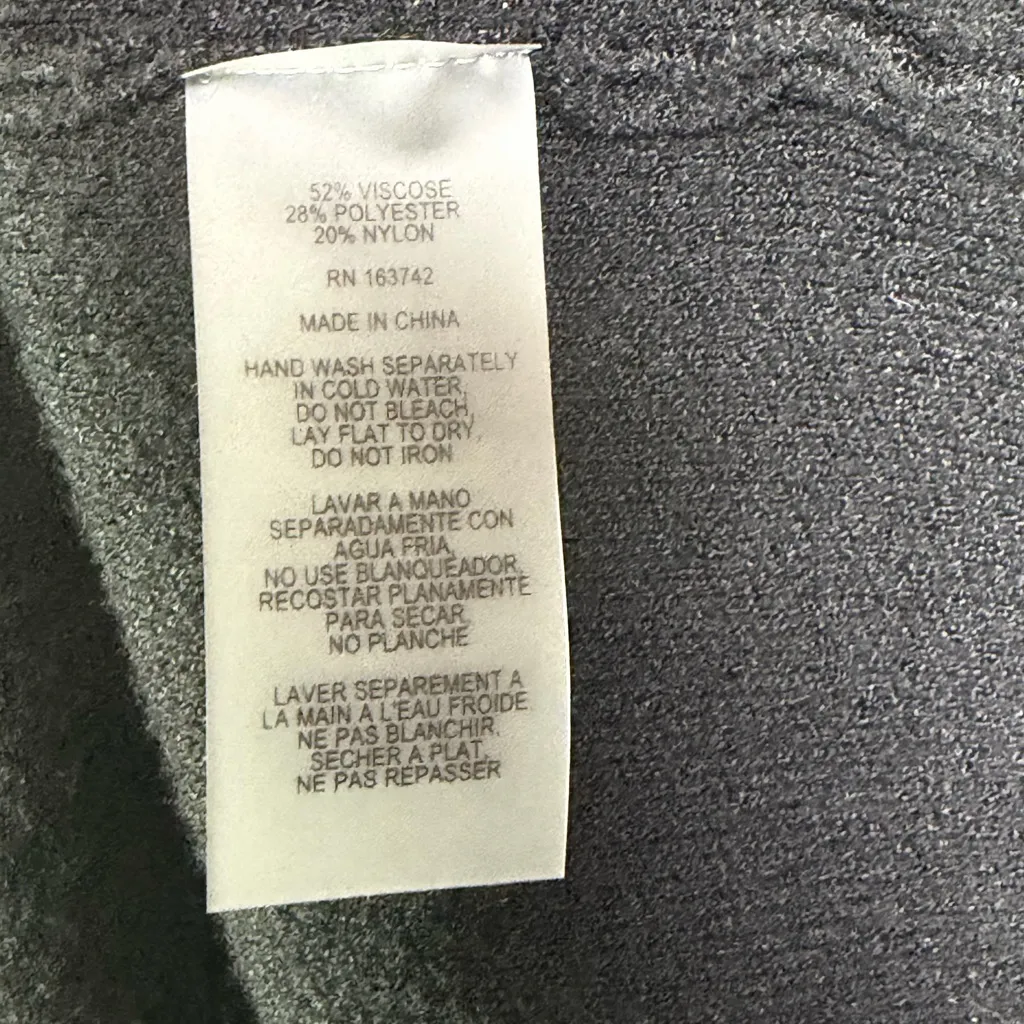 52% VISCOSE
28% POLYESTER
20% NYLON
RN 163742
MADE IN CHINA
HAND WASH SEPARATELY
IN COLD WATER,
DO NOT BLEACH,
LAY FLAT TO DRY,
DO NOT IRON
LAVAR A MANO
SEPARADAMENTE CON
AGUA FRIA,
NO USE BLANQUEADOR,
RECOSTAR PLANAMENTE
PARA SECAR,
NO PLANCHE
LAVER SEPAREMENT A
LA MAIN A L'EAU FROIDE
NE PAS BLANCHIR,
SECHER A PLAT,
NE PAS REPASSER